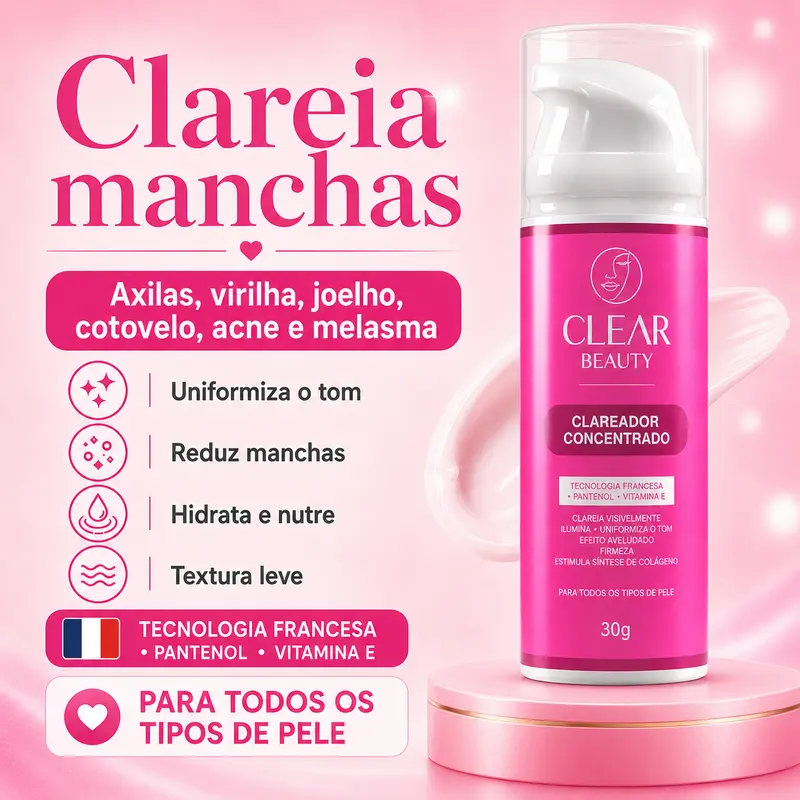 Clareia
manchas
Axilas, virilha, joelho,
cotovelo, acne e melasma
Uniformiza o tom
Reduz manchas
Hidrata e nutre
Textura leve
TECNOLOGIA FRANCESA
• PANTENOL • VITAMINA E
PARA TODOS OS
TIPOS DE PELE
CLEAR
BEAUTY
CLAREADOR
CONCENTRADO
TECNOLOGIA FRANCESA
• PANTENOL • VITAMINA E
CLAREIA VISIVELMENTE
ILUMINA • UNIFORMIZA O TOM
EFEITO AVELUDADO
FIRMEZA
ESTIMULA SÍNTESE DE COLÁGENO
PARA TODOS OS TIPOS DE PELE
30g